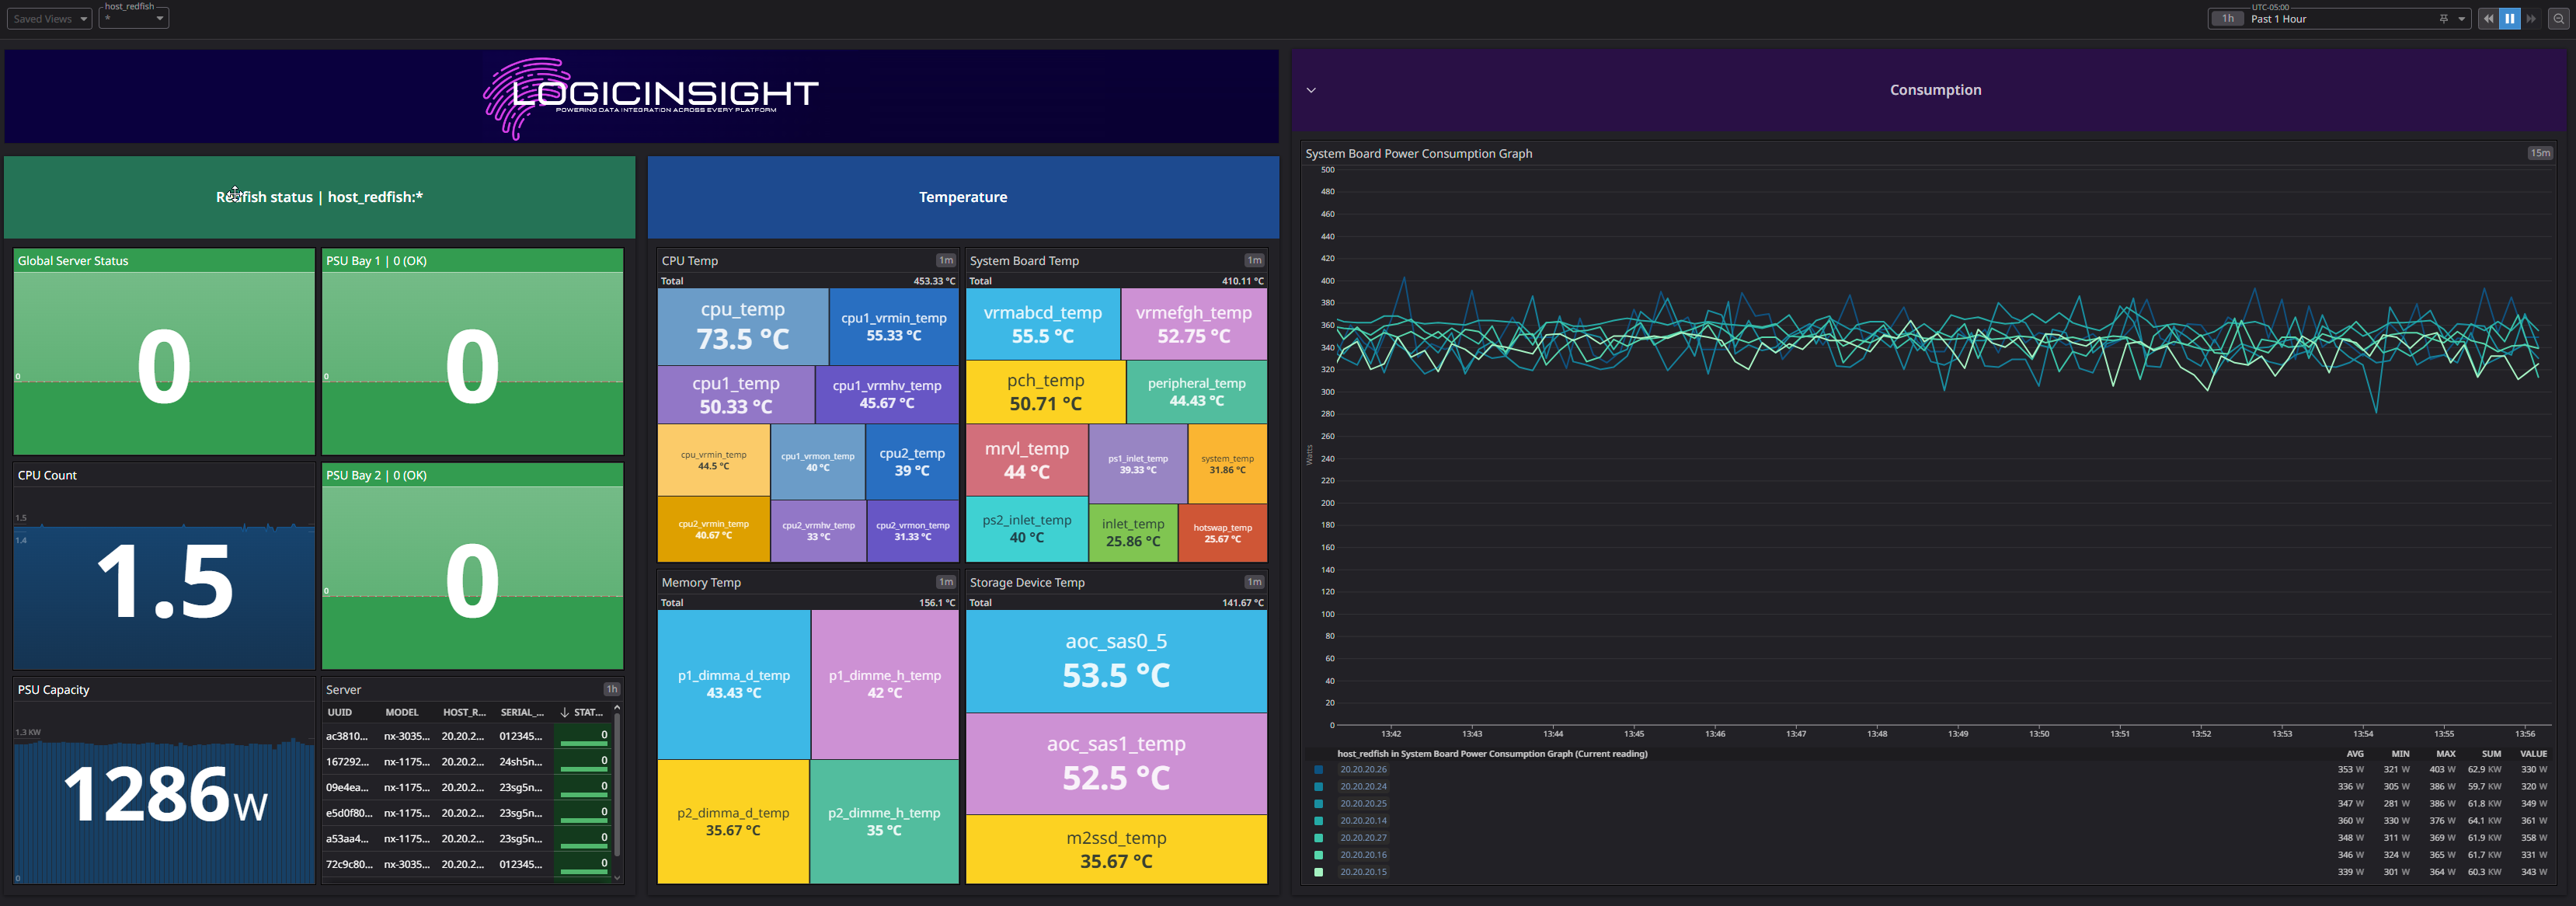 Saved Views
host_redfish
*
UTC-05:00
1h Past 1 Hour
LOGICINSIGHT
POWERING DATA INTEGRATION ACROSS EVERY PLATFORM
Redfish status | host_redfish:*
Global Server Status
0
0
PSU Bay 1 | 0 (OK)
0
0
CPU Count
1.5
1.4
1.5
PSU Bay 2 | 0 (OK)
0
0
PSU Capacity
1.3 KW
1286W
0
Server 1h
UUID MODEL HOST_R... SERIAL_... ↓ STAT...
ac3810... nx-3035... 20.20.2... 012345... 0
167292... nx-1175... 20.20.2... 24sh5n... 0
09e4ea... nx-1175... 20.20.2... 23sg5n... 0
e5d0f80... nx-1175... 20.20.2... 23sg5n... 0
a53aa4... nx-1175... 20.20.2... 23sg5n... 0
72c9c80... nx-3035... 20.20.2... 012345... 0
Temperature
CPU Temp 1m
Total 453.33 °C
cpu_temp
73.5 °C
cpu1_vrmin_temp
55.33 °C
cpu1_temp
50.33 °C
cpu1_vrmhv_temp
45.67 °C
cpu_vrmin_temp
44.5 °C
cpu1_vrmon_temp
40 °C
cpu2_temp
39 °C
cpu2_vrmin_temp
40.67 °C
cpu2_vrmhv_temp
33 °C
cpu2_vrmon_temp
31.33 °C
System Board Temp 1m
Total 410.11 °C
vrmabcd_temp
55.5 °C
vrmefgh_temp
52.75 °C
pch_temp
50.71 °C
peripheral_temp
44.43 °C
mrvl_temp
44 °C
ps1_inlet_temp
39.33 °C
system_temp
31.86 °C
ps2_inlet_temp
40 °C
inlet_temp
25.86 °C
hotswap_temp
25.67 °C
Memory Temp 1m
Total 156.1 °C
p1_dimma_d_temp
43.43 °C
p1_dimme_h_temp
42 °C
p2_dimma_d_temp
35.67 °C
p2_dimme_h_temp
35 °C
Storage Device Temp 1m
Total 141.67 °C
aoc_sas0_5
53.5 °C
aoc_sas1_temp
52.5 °C
m2ssd_temp
35.67 °C
Consumption
System Board Power Consumption Graph 15m
500
480
460
440
420
400
380
360
340
320
300
280
260
240
220
200
180
160
140
120
100
80
60
40
20
0
Watts
13:42 13:43 13:44 13:45 13:46 13:47 13:48 13:49 13:50 13:51 13:52 13:53 13:54 13:55 13:56
host_redfish in System Board Power Consumption Graph (Current reading) AVG MIN MAX SUM VALUE
20.20.20.26 353 W 321 W 403 W 62.9 KW 330 W
20.20.20.24 336 W 305 W 386 W 59.7 KW 320 W
20.20.20.25 347 W 281 W 386 W 61.8 KW 349 W
20.20.20.14 360 W 330 W 376 W 64.1 KW 361 W
20.20.20.27 348 W 311 W 369 W 61.9 KW 358 W
20.20.20.16 346 W 324 W 365 W 61.7 KW 331 W
20.20.20.15 339 W 301 W 364 W 60.3 KW 343 W